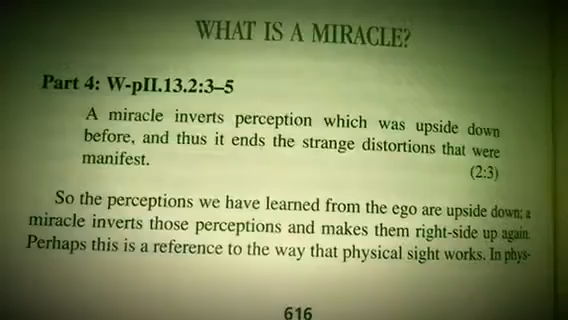 WHAT IS A MIRACLE?
Part 4: W-pII.13.2:3–5
A miracle inverts perception which was upside down
before, and thus it ends the strange distortions that were
manifest. (2:3)
So the perceptions we have learned from the ego are upside down; a
miracle inverts those perceptions and makes them right-side up again.
Perhaps this is a reference to the way that physical sight works. In phys-
616